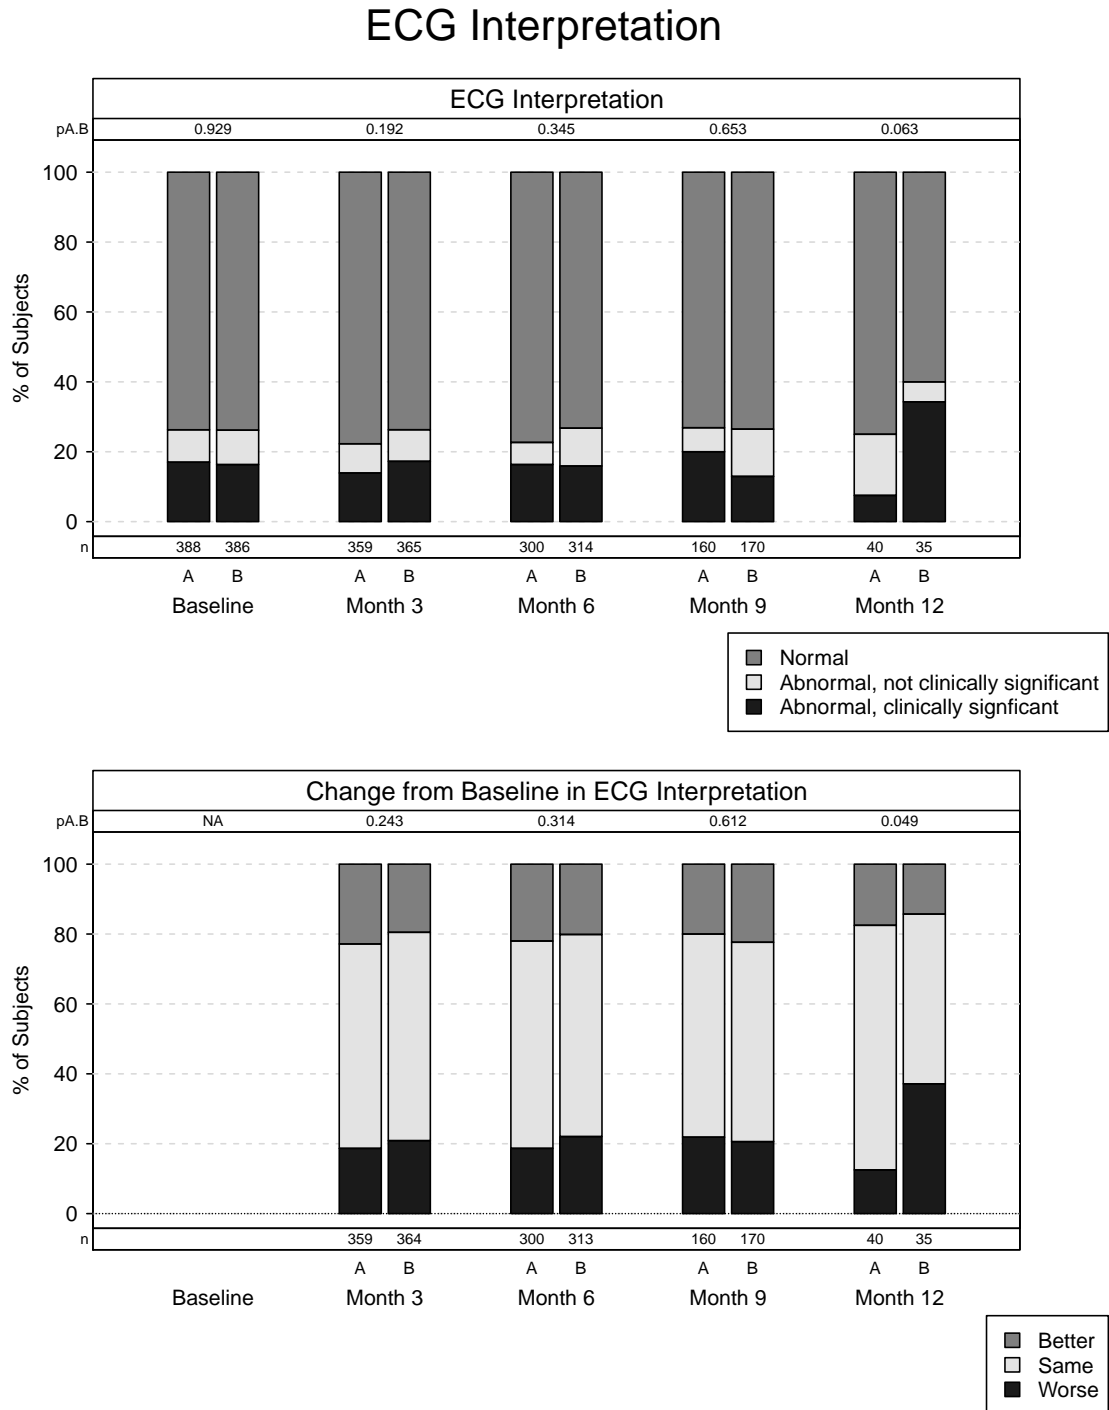 ECG Interpretation
ECG Interpretation
pA.B 0.929 0.192 0.345 0.653 0.063
100
80
60
40
20
0
% of Subjects
n 388 386 359 365 300 314 160 170 40 35
A B A B A B A B A B
Baseline Month 3 Month 6 Month 9 Month 12
Normal
Abnormal, not clinically significant
Abnormal, clinically signficant
Change from Baseline in ECG Interpretation
pA.B NA 0.243 0.314 0.612 0.049
100
80
60
40
20
0
% of Subjects
n 359 364 300 313 160 170 40 35
A B A B A B A B
Baseline Month 3 Month 6 Month 9 Month 12
Better
Same
Worse